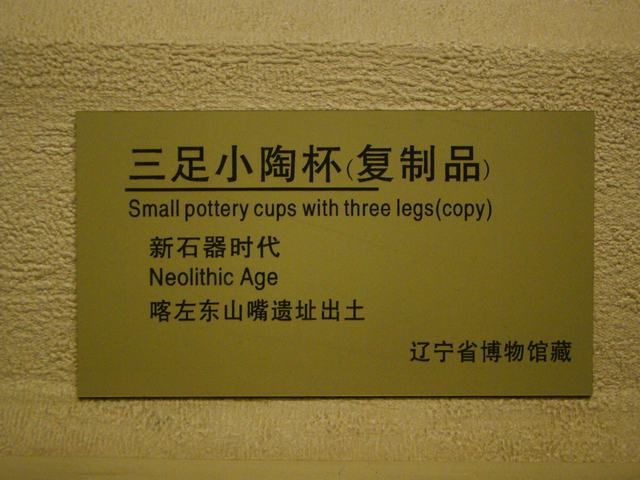 三足小陶杯(复制品)
Small pottery cups with three legs(copy)
新石器时代
Neolithic Age
喀左东山嘴遗址出土
辽宁省博物馆藏